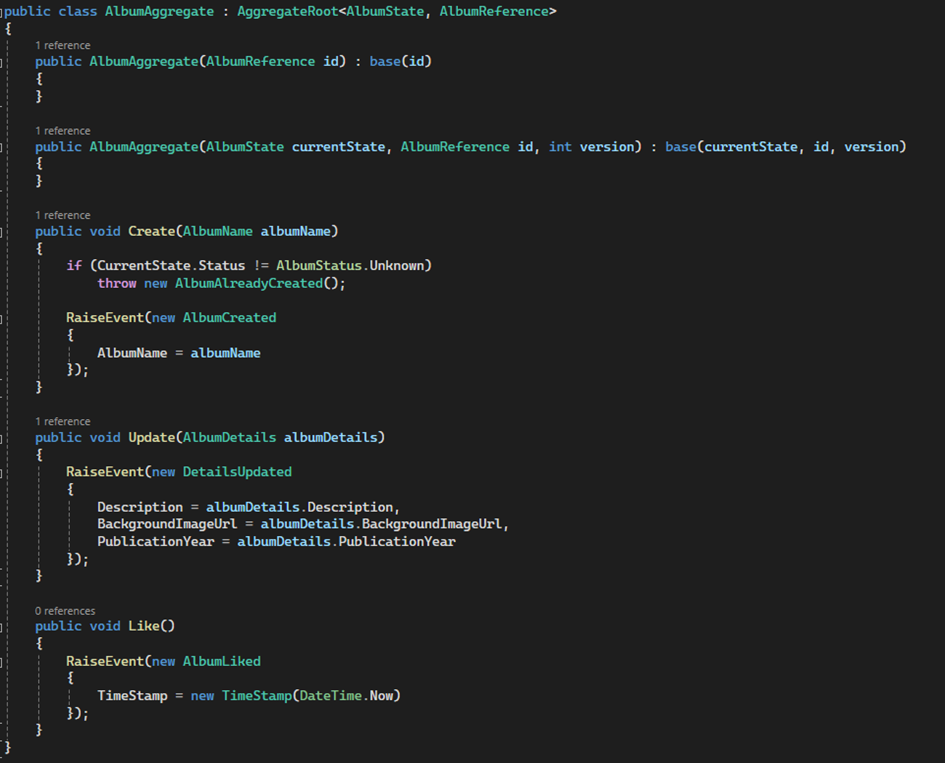 public class AlbumAggregate : AggregateRoot<AlbumState, AlbumReference>
{
1 reference
public AlbumAggregate(AlbumReference id) : base(id)
{
}
1 reference
public AlbumAggregate(AlbumState currentState, AlbumReference id, int version) : base(currentState, id, version)
{
}
1 reference
public void Create(AlbumName albumName)
{
if (CurrentState.Status != AlbumStatus.Unknown)
throw new AlbumAlreadyCreated();
RaiseEvent(new AlbumCreated
{
AlbumName = albumName
});
}
1 reference
public void Update(AlbumDetails albumDetails)
{
RaiseEvent(new DetailsUpdated
{
Description = albumDetails.Description,
BackgroundImageUrl = albumDetails.BackgroundImageUrl,
PublicationYear = albumDetails.PublicationYear
});
}
0 references
public void Like()
{
RaiseEvent(new AlbumLiked
{
TimeStamp = new TimeStamp(DateTime.Now)
});
}
}